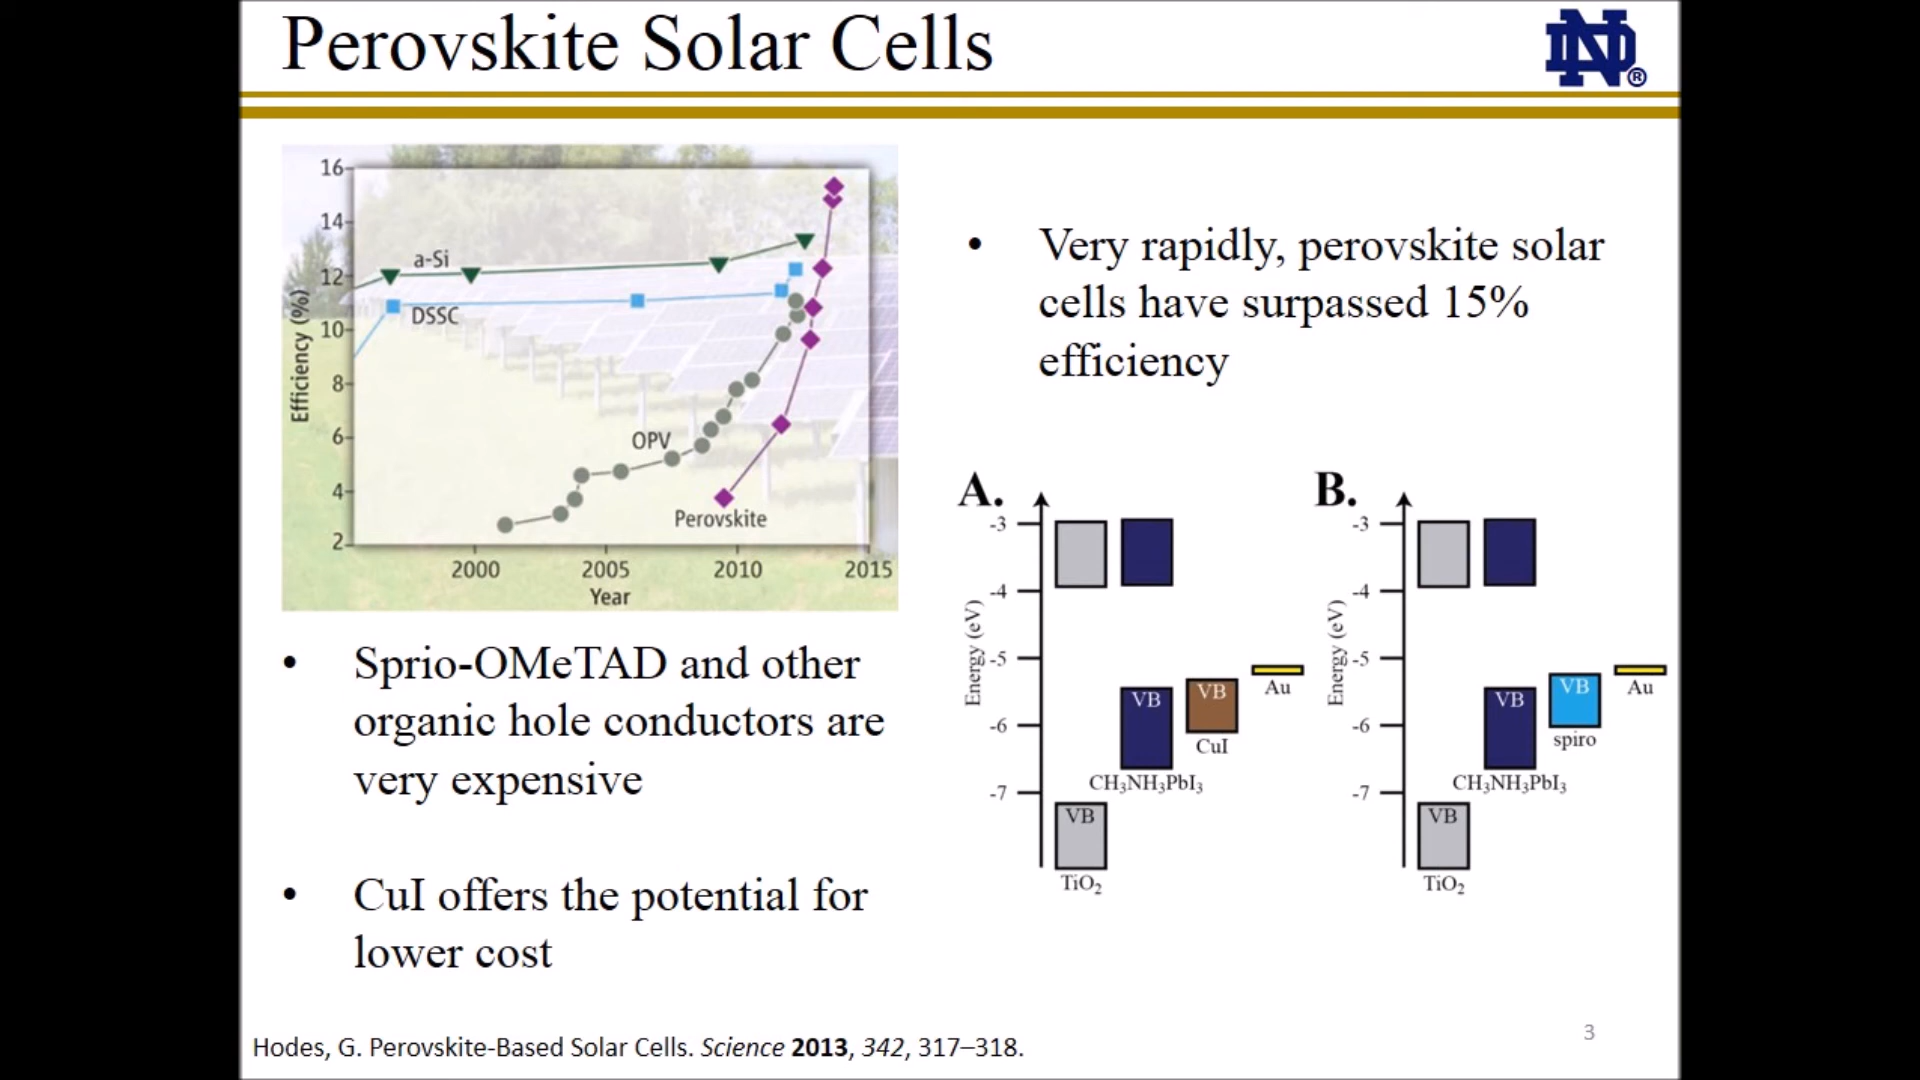 Perovskite Solar Cells
ND®
16
14
12
10
8
6
4
2
Efficiency (%)
a-Si
DSSC
OPV
Perovskite
2000 2005 2010 2015
Year
• Very rapidly, perovskite solar
cells have surpassed 15%
efficiency
• Sprio-OMeTAD and other
organic hole conductors are
very expensive
• CuI offers the potential for
lower cost
A.
-3
-4
-5
-6
-7
Energy (eV)
VB
VB
Au
CuI
CH₃NH₃PbI₃
VB
TiO₂
B.
-3
-4
-5
-6
-7
Energy (eV)
VB
VB
Au
spiro
CH₃NH₃PbI₃
VB
TiO₂
Hodes, G. Perovskite-Based Solar Cells. Science 2013, 342, 317–318.
3